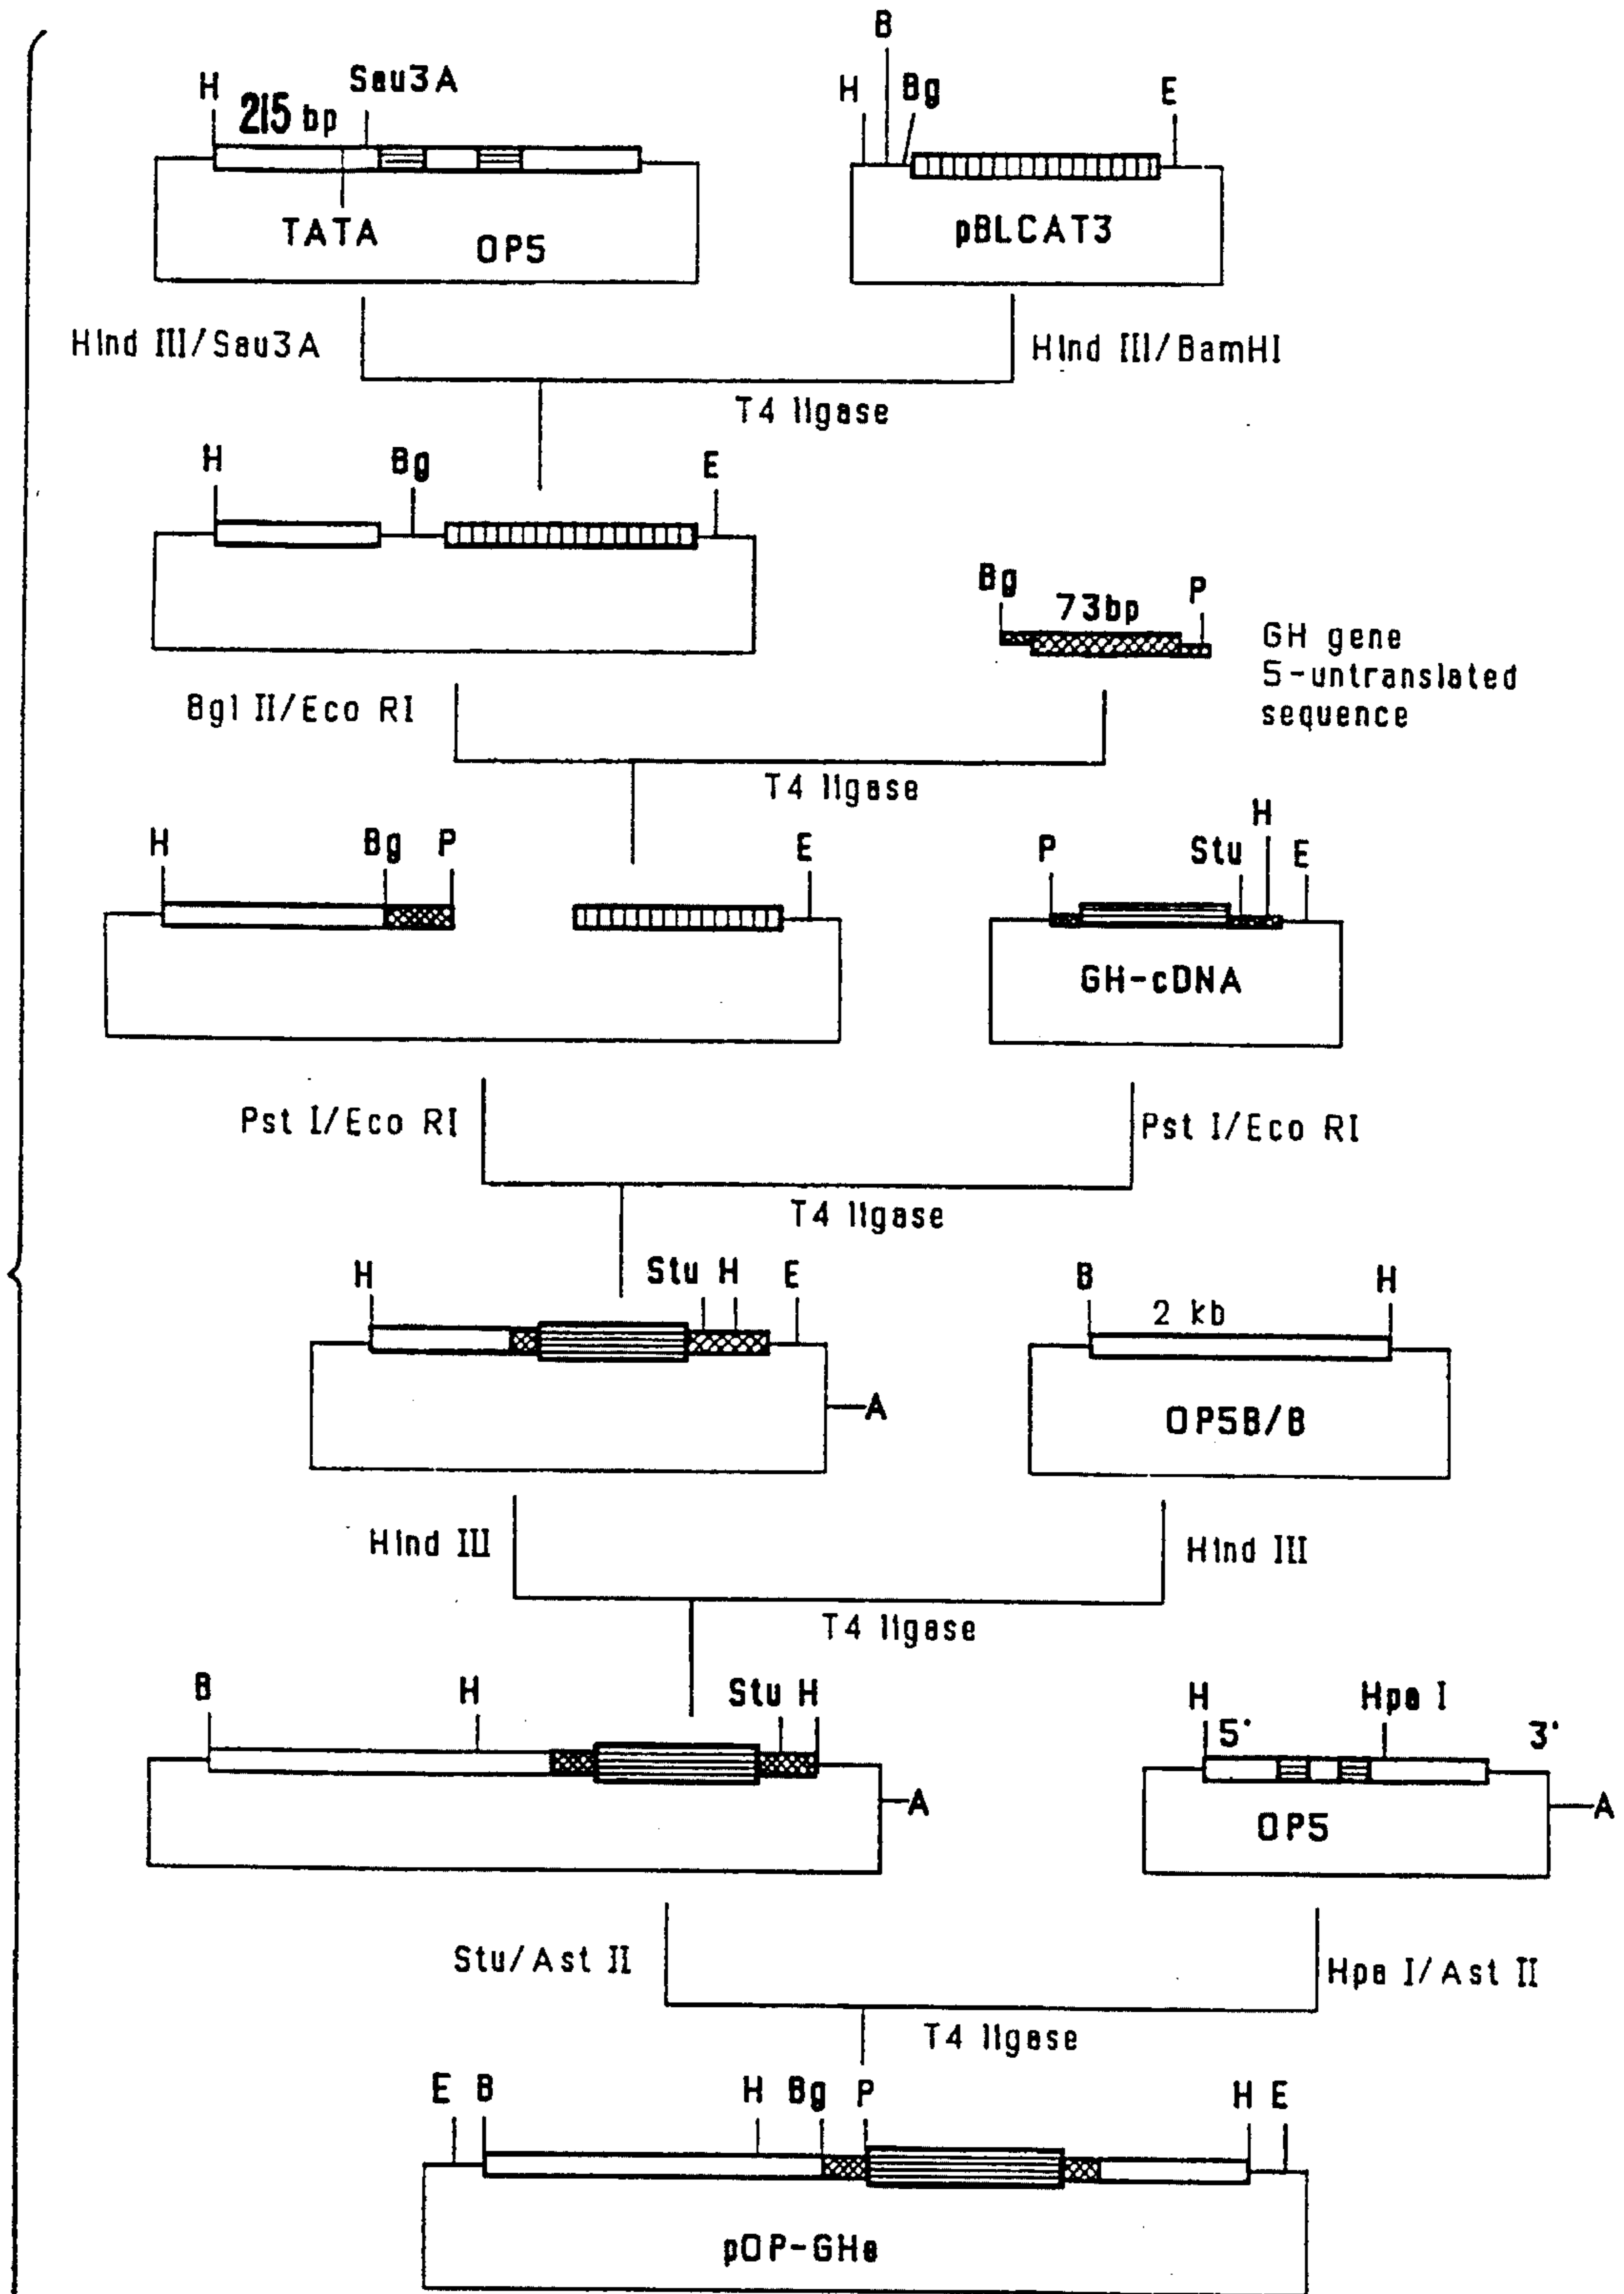 H
215 bp
Sau3A
TATA
OP5
B
H
Bg
E
pBLCAT3
Hind III/Sau3A
Hind III/BamHI
T4 ligase
H
Bg
E
Bg
73bp
P
GH gene
5-untranslated
sequence
Bgl II/Eco RI
T4 ligase
H
Bg
P
E
P
Stu
H
E
GH-cDNA
Pst I/Eco RI
Pst I/Eco RI
T4 ligase
H
Stu
H
E
A
B
2 kb
H
OP5B/B
Hind III
Hind III
T4 ligase
B
H
Stu
H
A
H
5'
Hpa I
3'
OP5
A
Stu/Ast II
Hpa I/Ast II
T4 ligase
E
B
H
Bg
P
H
E
pOP-GHe